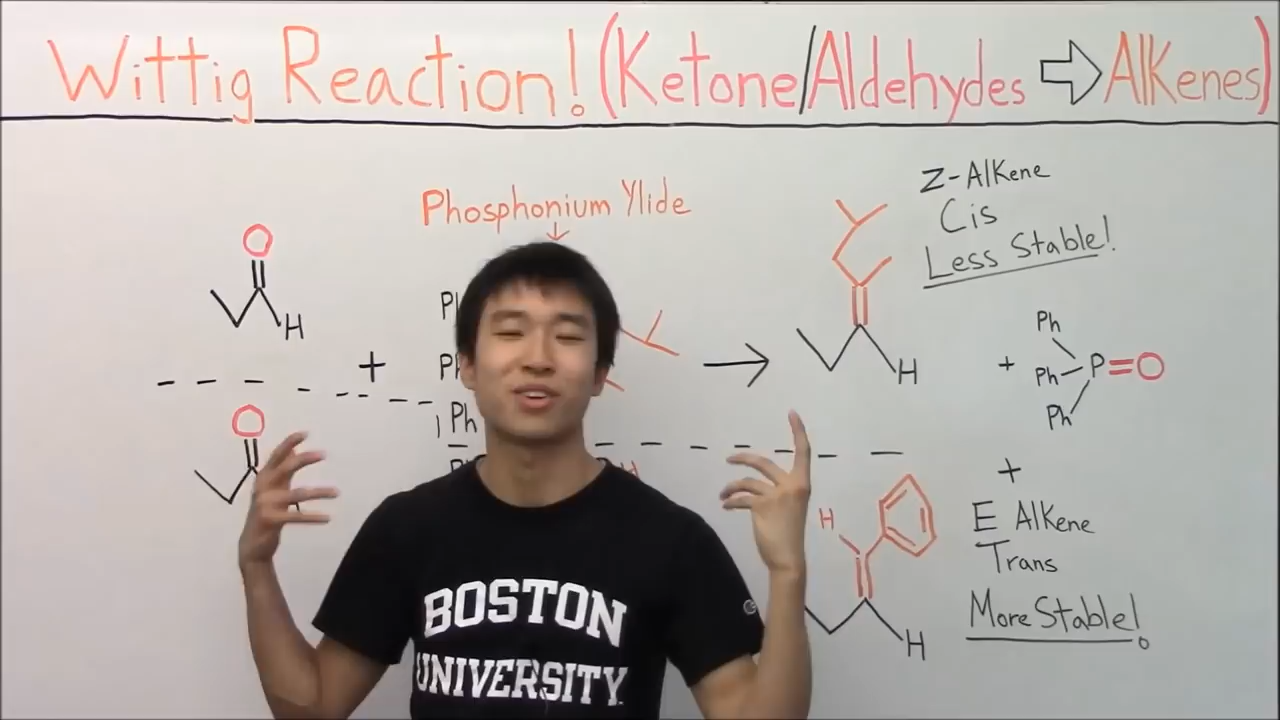 Wittig Reaction! (Ketone/Aldehydes ⇨ Alkenes)
Phosphonium Ylide
↓
Z-Alkene
Cis
Less Stable!
O
H
+
Ph
Ph
→
H
+
Ph
Ph
Ph
P=O
O
Ph
H
+
E Alkene
Trans
More Stable!
H
H
BOSTON
UNIVERSITY